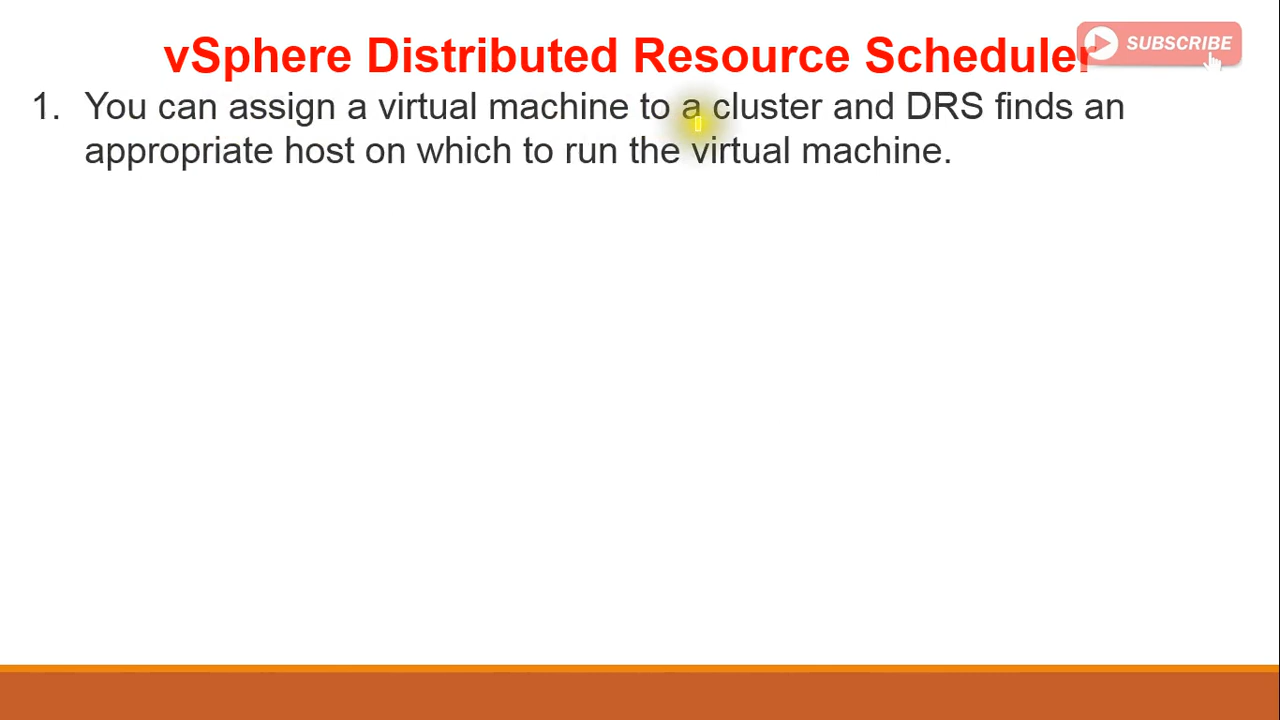 vSphere Distributed Resource Scheduler
SUBSCRIBE
1. You can assign a virtual machine to a cluster and DRS finds an
appropriate host on which to run the virtual machine.